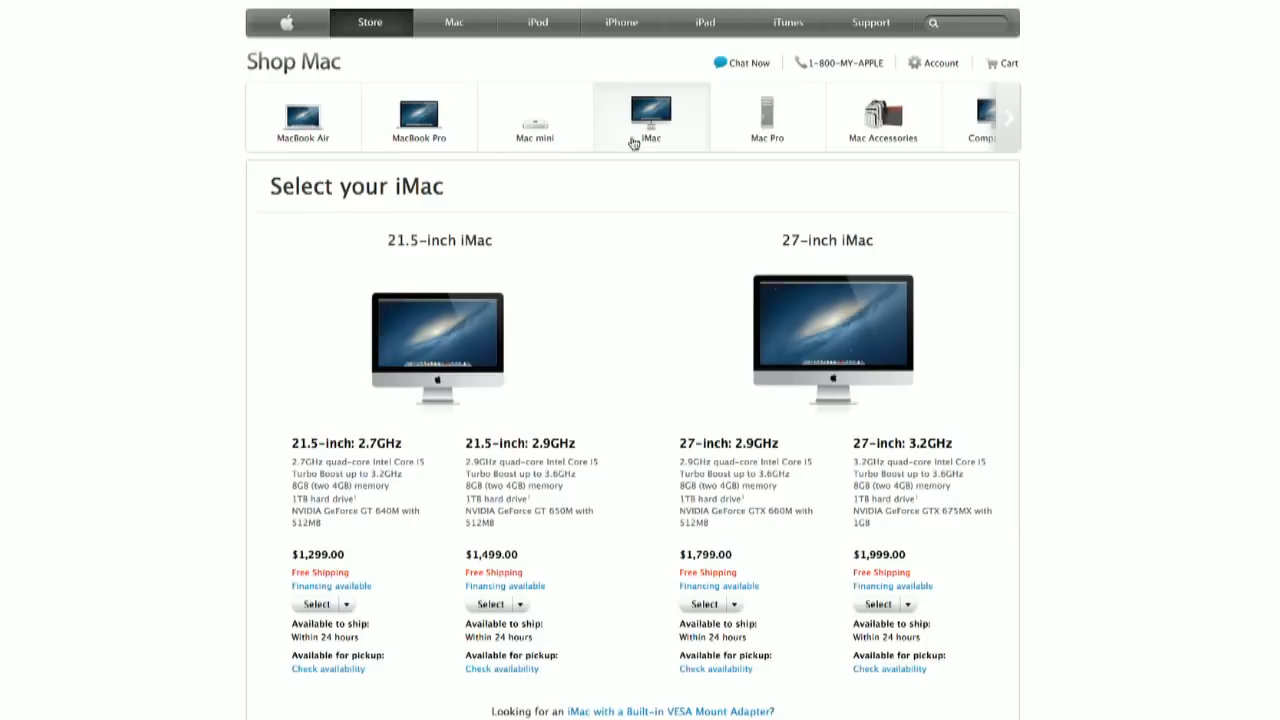 Store Mac iPod iPhone iPad iTunes Support
Shop Mac
Chat Now 1-800-MY-APPLE Account Cart
MacBook Air MacBook Pro Mac mini iMac Mac Pro Mac Accessories Comp
Select your iMac
21.5-inch iMac 27-inch iMac
21.5-inch: 2.7GHz
2.7GHz quad-core Intel Core i5
Turbo Boost up to 3.2GHz
8GB (two 4GB) memory
1TB hard drive¹
NVIDIA GeForce GT 640M with
512MB
$1,299.00
Free Shipping
Financing available
Select
Available to ship:
Within 24 hours
Available for pickup:
Check availability
21.5-inch: 2.9GHz
2.9GHz quad-core Intel Core i5
Turbo Boost up to 3.6GHz
8GB (two 4GB) memory
1TB hard drive¹
NVIDIA GeForce GT 650M with
512MB
$1,499.00
Free Shipping
Financing available
Select
Available to ship:
Within 24 hours
Available for pickup:
Check availability
27-inch: 2.9GHz
2.9GHz quad-core Intel Core i5
Turbo Boost up to 3.6GHz
8GB (two 4GB) memory
1TB hard drive¹
NVIDIA GeForce GTX 660M with
512MB
$1,799.00
Free Shipping
Financing available
Select
Available to ship:
Within 24 hours
Available for pickup:
Check availability
27-inch: 3.2GHz
3.2GHz quad-core Intel Core i5
Turbo Boost up to 3.6GHz
8GB (two 4GB) memory
1TB hard drive¹
NVIDIA GeForce GTX 675MX with
1GB
$1,999.00
Free Shipping
Financing available
Select
Available to ship:
Within 24 hours
Available for pickup:
Check availability
Looking for an iMac with a Built-in VESA Mount Adapter?